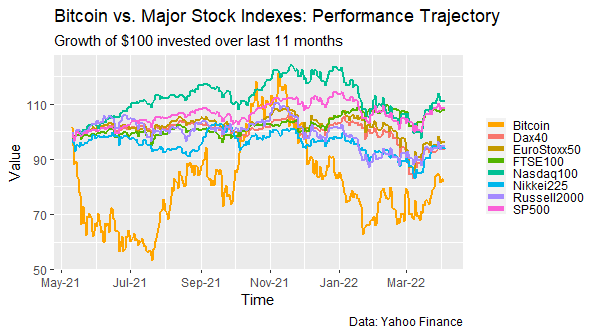 Bitcoin vs. Major Stock Indexes: Performance Trajectory
Growth of $100 invested over last 11 months
110
90
70
50
Value
May-21 Jul-21 Sep-21 Nov-21 Jan-22 Mar-22
Time
Bitcoin
Dax40
EuroStoxx50
FTSE100
Nasdaq100
Nikkei225
Russell2000
SP500
Data: Yahoo Finance